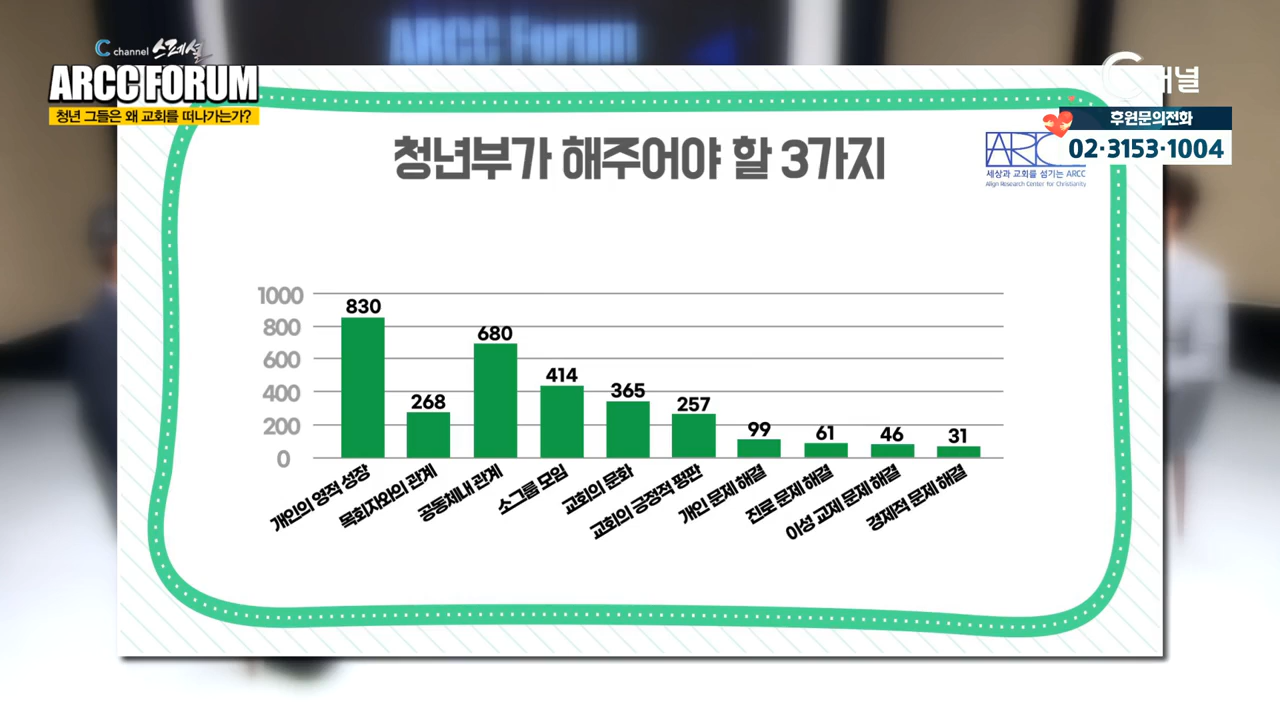 C channel 스페셜
ARCC FORUM
ARCC FORUM
청년 그들은 왜 교회를 떠나가는가?
채널
후원문의전화
02·3153·1004
청년부가 해주어야 할 3가지
ARC
세상과 교회를 섬기는 ARCC
Align Research Center for Christianity
1000
800
600
400
200
0
830
268
680
414
365
257
99
61
46
31
개인의 영적 성장
목회자와의 관계
공동체내 관계
소그룹 모임
교회의 문화
교회의 긍정적 평판
개인 문제 해결
진로 문제 해결
이성 교제 문제 해결
경제적 문제 해결